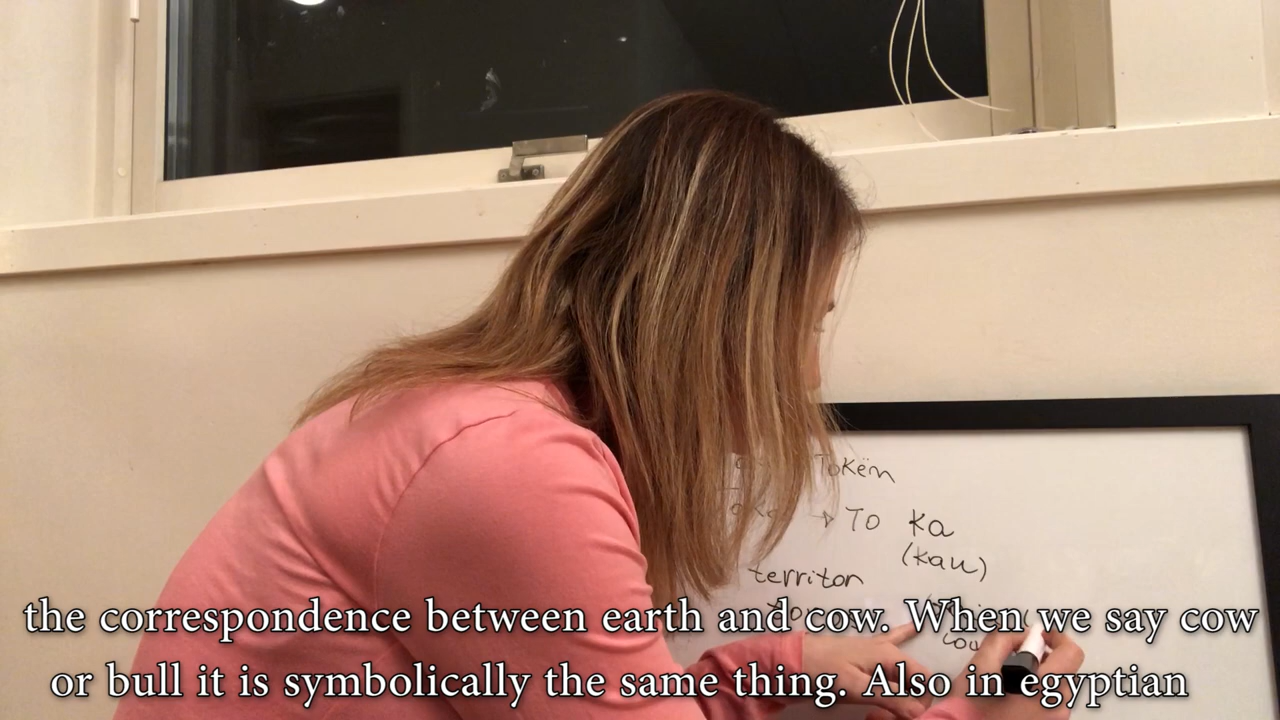 Tokën
→ To Ka
(kau)
territor
the correspondence between earth and cow. When we say cow
or bull it is symbolically the same thing. Also in egyptian